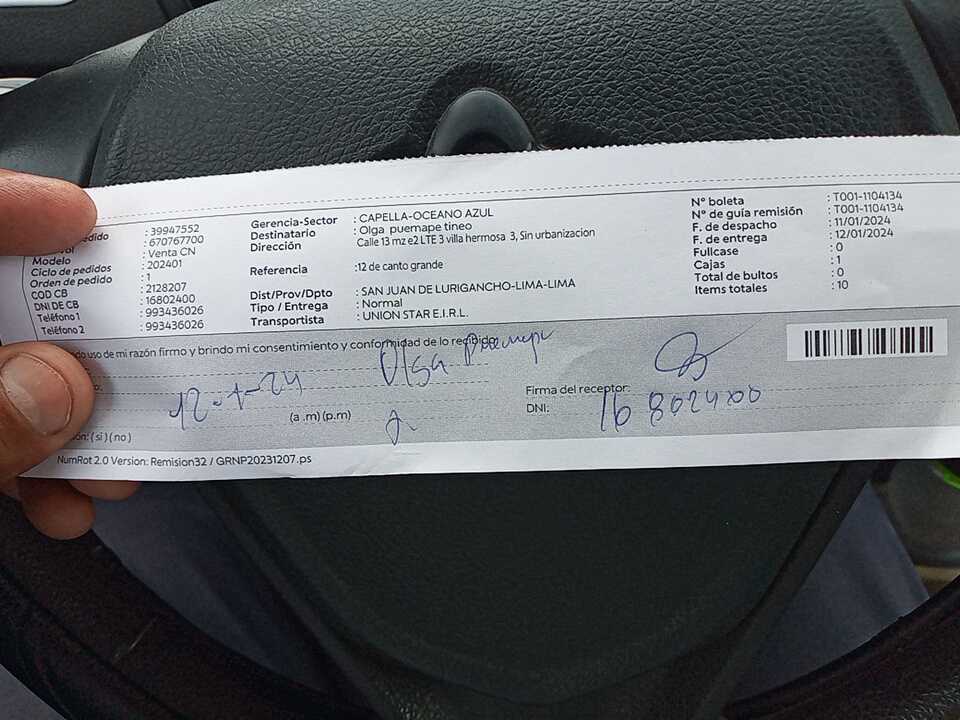 edido : 39947552
: 670767700
Modelo : Venta CN
Ciclo de pedidos : 202401
Orden de pedido : 1
COD CB : 2128207
DNI DE CB : 16802400
Teléfono 1 : 993436026
Teléfono 2 : 993436026
Gerencia-Sector : CAPELLA-OCEANO AZUL
Destinatario : Olga puemape tineo
Dirección Calle 13 mz e2 LTE 3 villa hermosa 3, Sin urbanizacion
Referencia :12 de canto grande
Dist/Prov/Dpto : SAN JUAN DE LURIGANCHO-LIMA-LIMA
Tipo / Entrega : Normal
Transportista : UNION STAR E.I.R.L.
N° boleta : T001-1104134
N° de guía remisión : T001-1104134
F. de despacho : 11/01/2024
F. de entrega : 12/01/2024
Fullcase : 0
Cajas : 1
Total de bultos : 0
Items totales : 10
do uso de mi razón firmo y brindo mi consentimiento y conformidad de lo recibido
Olga Puemape
12-1-24
(a .m) (p.m)
Firma del receptor:
DNI: 16802400
ón: ( si ) ( no )
NumRot 2.0 Version: Remision32 / GRNP20231207.ps